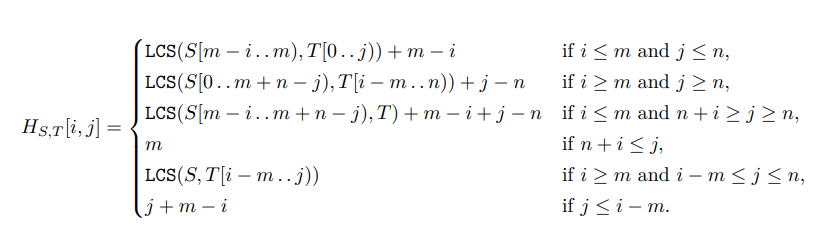 LCS(S[m − i . . m), T[0 . . j)) + m − i if i ≤ m and j ≤ n,
LCS(S[0 . . m + n − j), T[i − m . . n)) + j − n if i ≥ m and j ≥ n,
LCS(S[m − i . . m + n − j), T) + m − i + j − n if i ≤ m and n + i ≥ j ≥ n,
H_{S,T}[i, j] = { m if n + i ≤ j,
LCS(S, T[i − m . . j)) if i ≥ m and i − m ≤ j ≤ n,
j + m − i if j ≤ i − m.